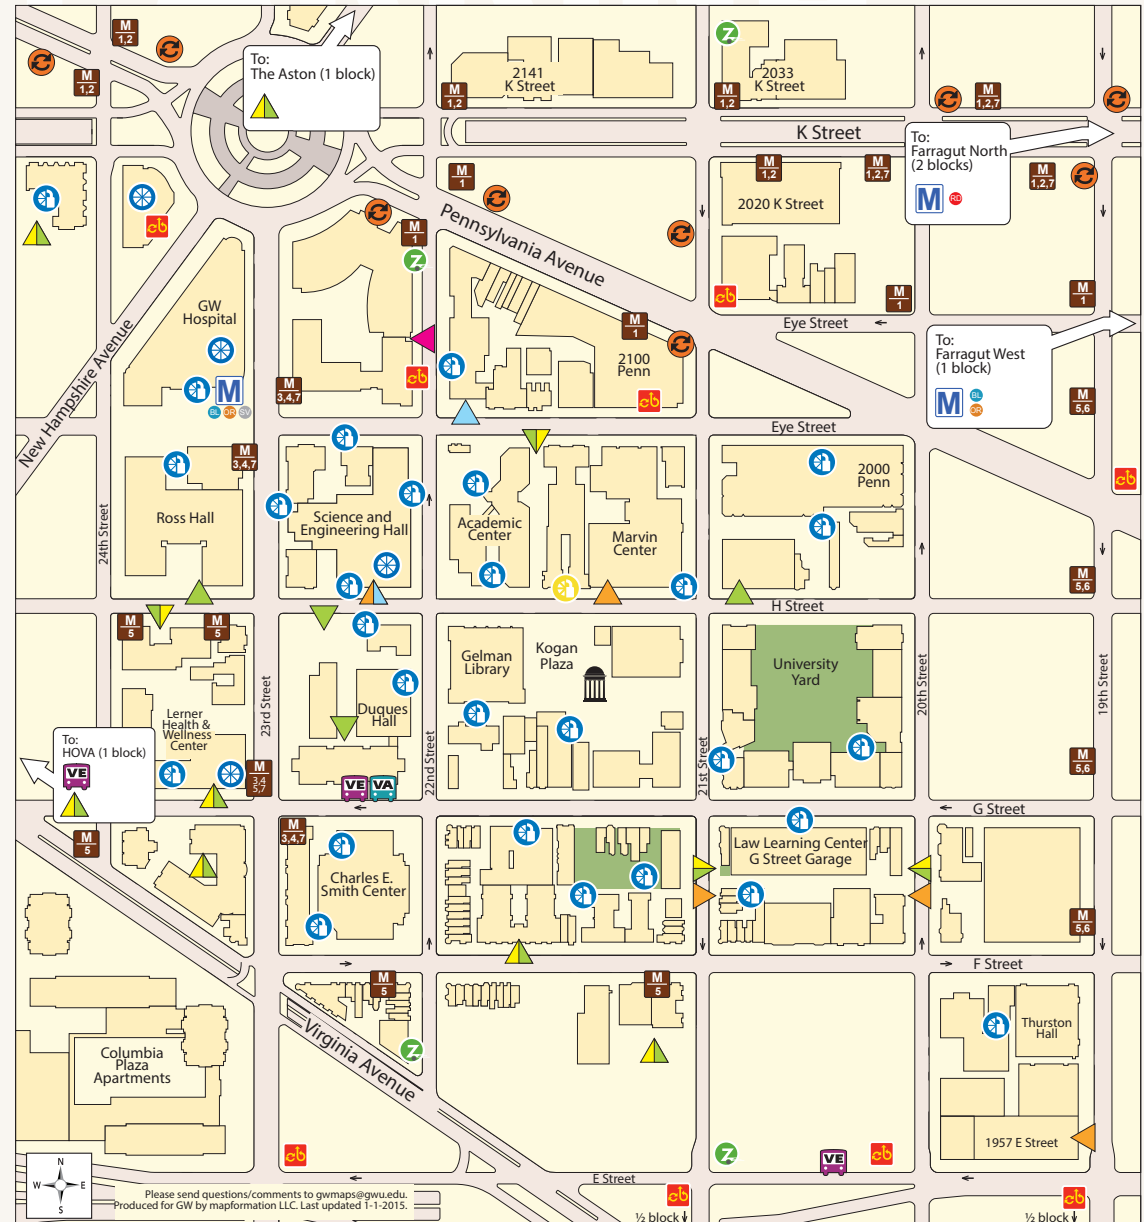 M
1,2
To:
The Aston (1 block)
M
1,2
2141
K Street
M
1,2
Z
2033
K Street
M
1,2
M
1,2,7
K Street
To:
Farragut North
(2 blocks)
M
RD
M
1
M
1,2
M
1,2,7
M
1,2,7
2020 K Street
Pennsylvania Avenue
M
1
Z
cb
GW
Hospital
M
BL
OR
SV
New Hampshire Avenue
M
3,4,7
cb
M
1
2100
Penn
cb
cb
M
1
M
1
Eye Street
To:
Farragut West
(1 block)
M
BL
OR
M
5,6
Eye Street
M
3,4,7
24th Street
Ross Hall
Science and
Engineering Hall
Academic
Center
Marvin
Center
2000
Penn
cb
M
5,6
H Street
M
5
M
5
Gelman
Library
Kogan
Plaza
University
Yard
20th Street
19th Street
23rd Street
Duques
Hall
Lerner
Health &
Wellness
Center
To:
HOVA (1 block)
VE
M
3,4
5,7
VE
VA
22nd Street
21st Street
M
5,6
G Street
M
5
M
3,4,7
Charles E.
Smith Center
Law Learning Center
G Street Garage
M
5,6
F Street
M
5
M
5
Virginia Avenue
Z
Columbia
Plaza
Apartments
Thurston
Hall
1957 E Street
cb
Z
VE
cb
E Street
N
W
E
S
Please send questions/comments to gwmaps@gwu.edu.
Produced for GW by mapformation LLC. Last updated 1-1-2015.
cb
½ block
cb
½ block